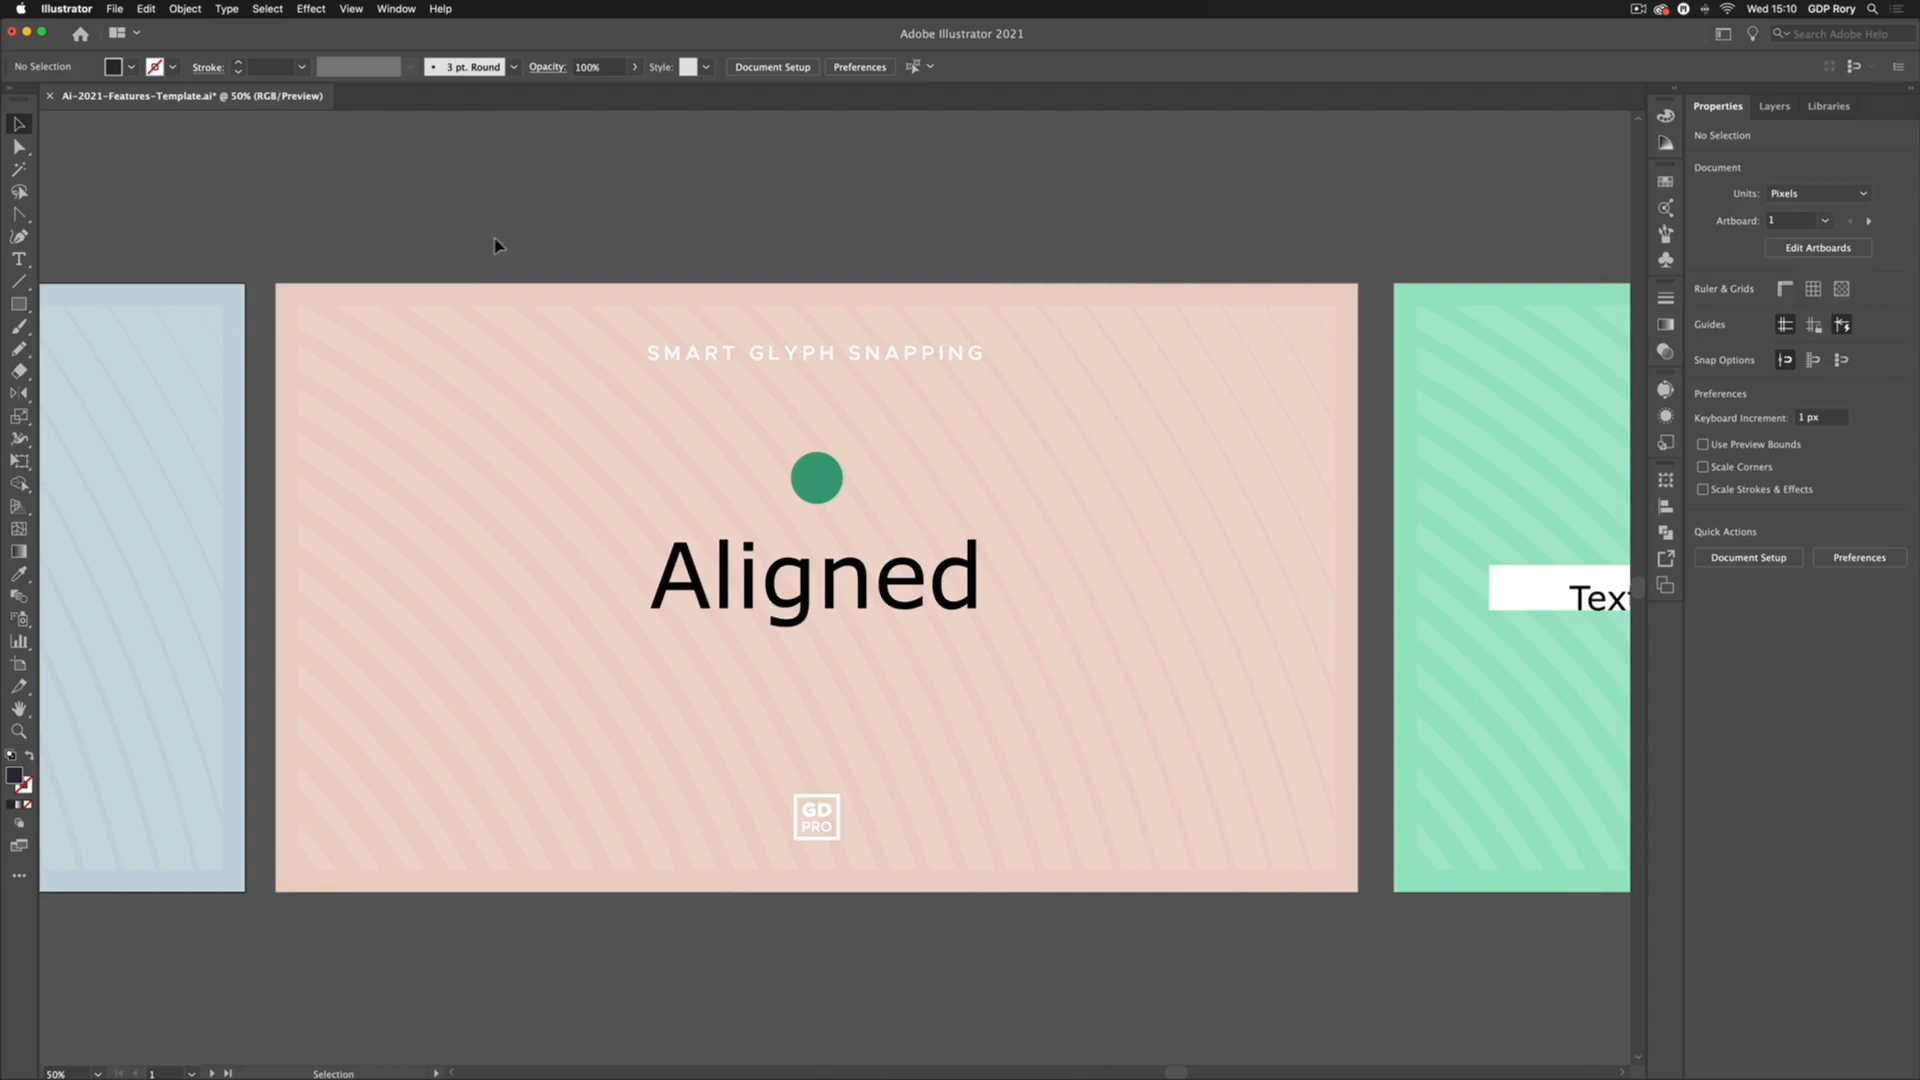 Illustrator File Edit Object Type Select Effect View Window Help
Wed 15:10 GDP Rory
Adobe Illustrator 2021
Search Adobe Help
No Selection
Stroke:
3 pt. Round
Opacity: 100%
Style:
Document Setup
Preferences
Ai-2021-Features-Template.ai* @ 50% (RGB/Preview)
Properties Layers Libraries
No Selection
Document
Units: Pixels
Artboard: 1
Edit Artboards
Ruler & Grids
Guides
Snap Options
Preferences
Keyboard Increment: 1 px
Use Preview Bounds
Scale Corners
Scale Strokes & Effects
Quick Actions
Document Setup Preferences
SMART GLYPH SNAPPING
Aligned
GD
PRO
Text
50%
1
Selection